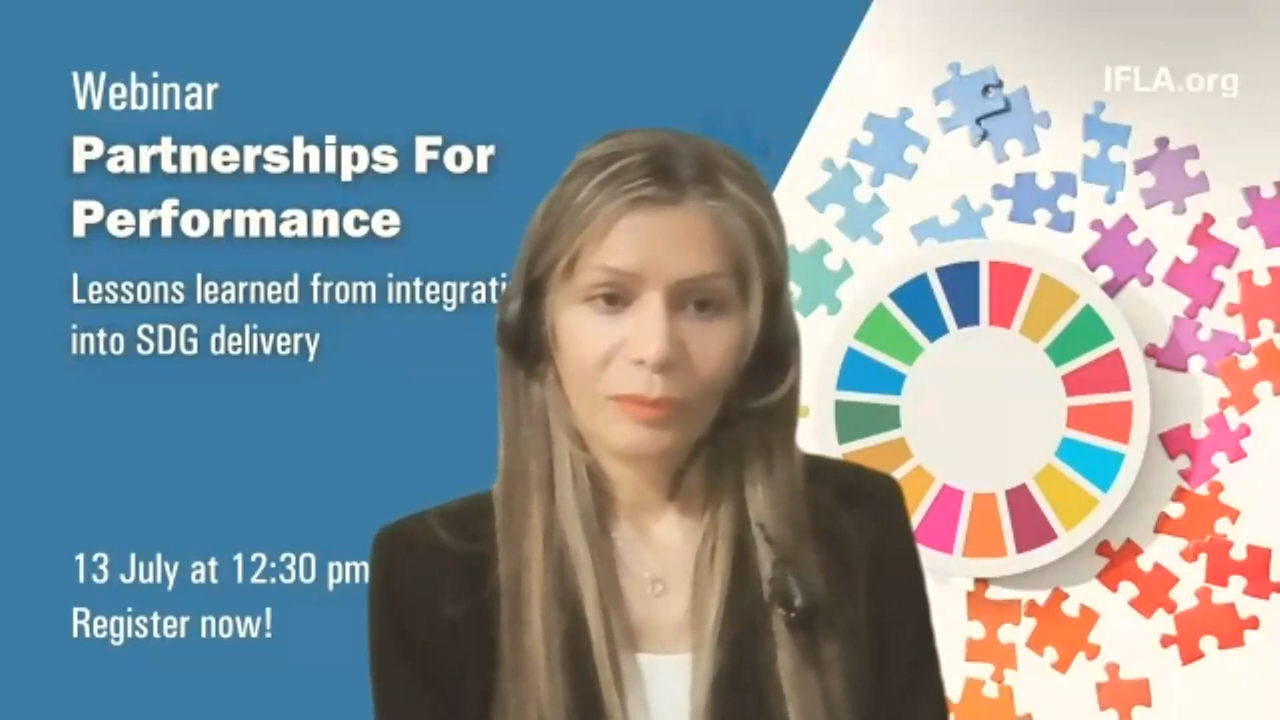 Webinar
Partnerships For
Performance
Lessons learned from integrati
into SDG delivery
13 July at 12:30 pm
Register now!
IFLA.org